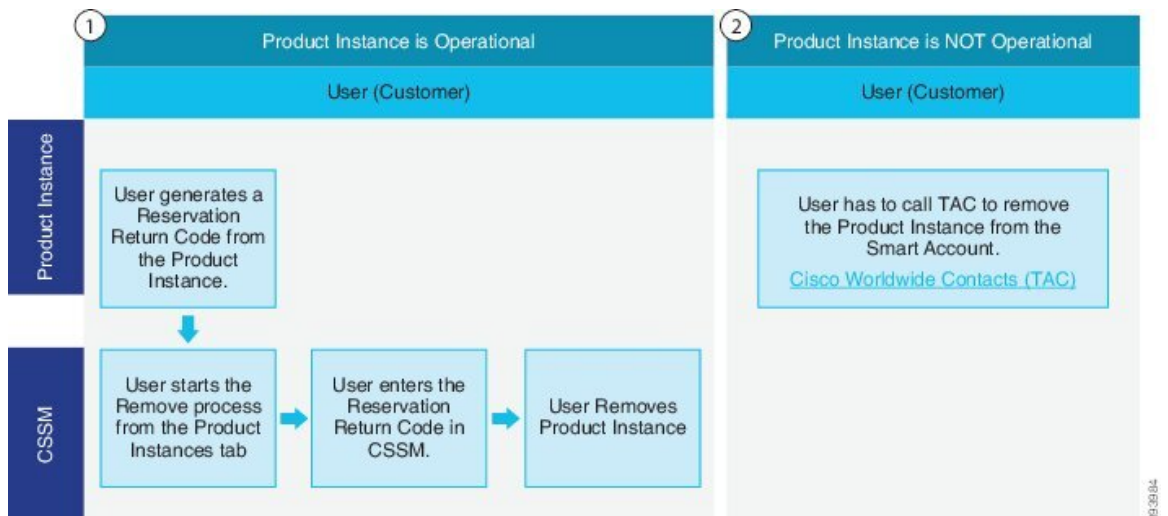 1
Product Instance is Operational
User (Customer)
2
Product Instance is NOT Operational
User (Customer)
Product Instance
User generates a
Reservation
Return Code from
the Product
Instance.
User has to call TAC to remove
the Product Instance from the
Smart Account.
Cisco Worldwide Contacts (TAC)
CSSM
User starts the
Remove process
from the Product
Instances tab
User enters the
Reservation
Return Code in
CSSM.
User Removes
Product Instance
93984